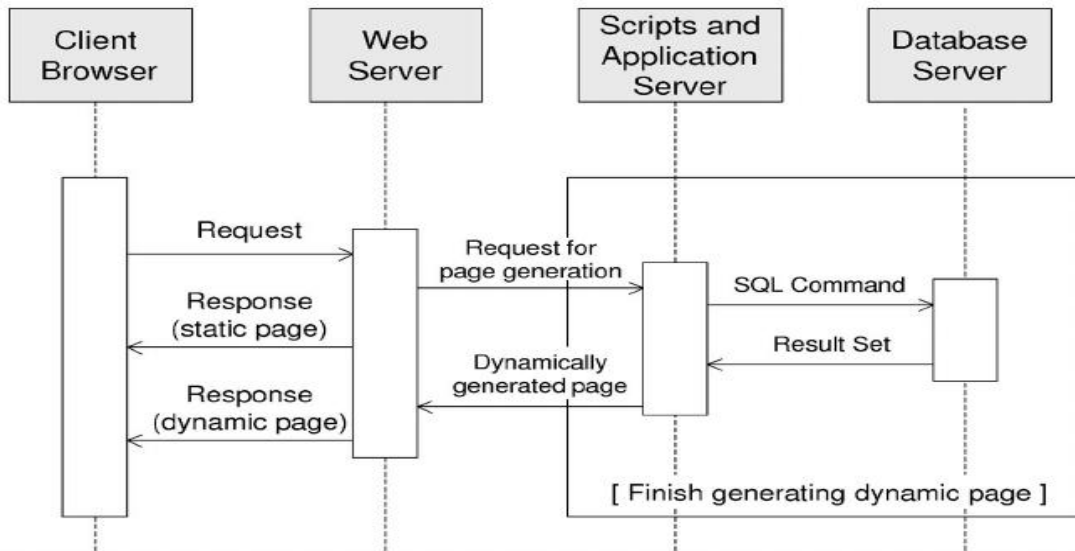 Client
Browser
Web
Server
Scripts and
Application
Server
Database
Server
Request
Request for
page generation
SQL Command
Response
(static page)
Result Set
Dynamically
generated page
Response
(dynamic page)
[ Finish generating dynamic page ]